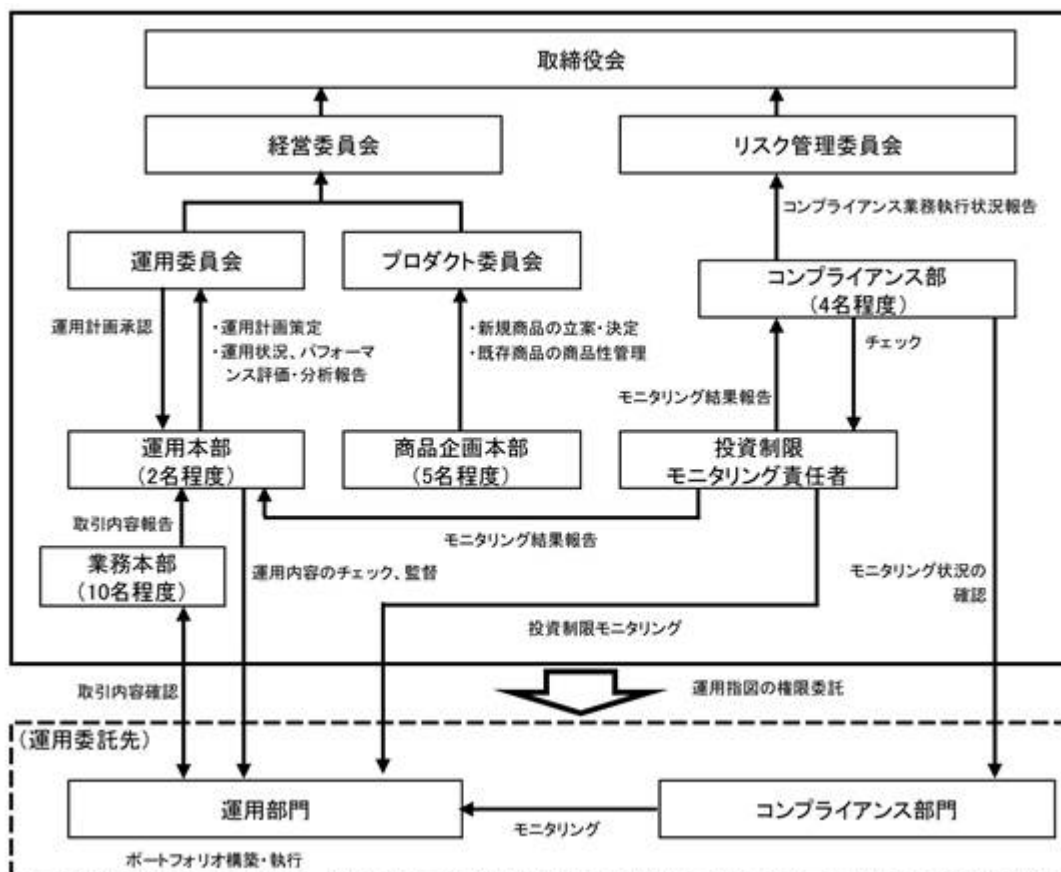 取締役会
経営委員会
リスク管理委員会
コンプライアンス業務執行状況報告
運用委員会
プロダクト委員会
コンプライアンス部
(4名程度)
運用計画承認
・運用計画策定
・運用状況、パフォーマ
ンス評価・分析報告
・新規商品の立案・決定
・既存商品の商品性管理
チェック
モニタリング結果報告
運用本部
(2名程度)
商品企画本部
(5名程度)
投資制限
モニタリング責任者
取引内容報告
モニタリング結果報告
業務本部
(10名程度)
運用内容のチェック、監督
モニタリング状況の
確認
投資制限モニタリング
取引内容確認
運用指図の権限委託
(運用委託先)
運用部門
モニタリング
コンプライアンス部門
ポートフォリオ構築・執行